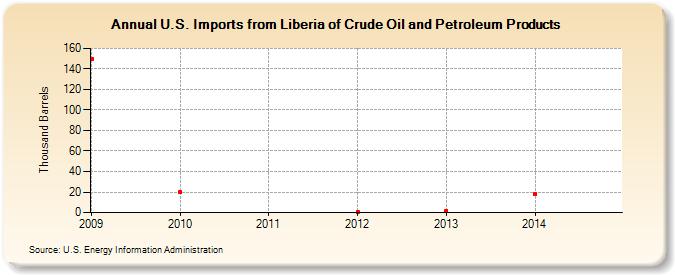 Annual U.S. Imports from Liberia of Crude Oil and Petroleum Products
Thousand Barrels
160
140
120
100
80
60
40
20
0
2009 2010 2011 2012 2013 2014
Source: U.S. Energy Information Administration